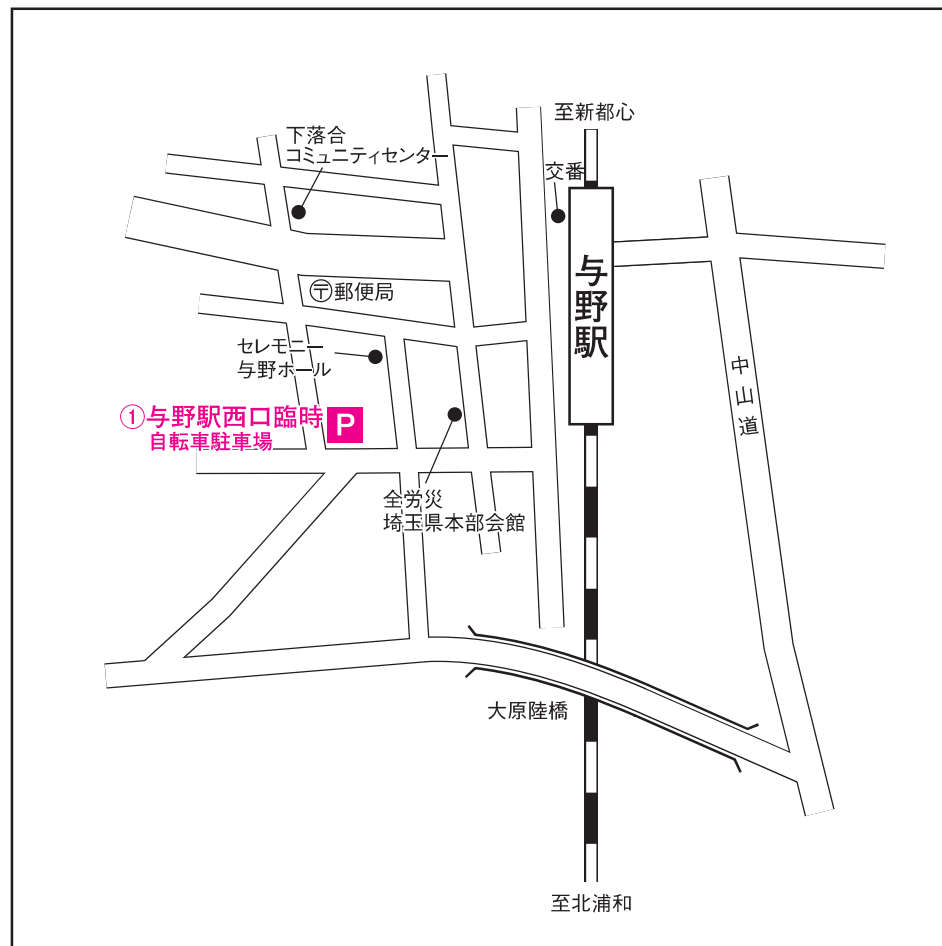 至新都心
下落合
コミュニティセンター
交番
与野駅
〒郵便局
セレモニー
与野ホール
中山道
①与野駅西口臨時
自転車駐車場
P
全労災
埼玉県本部会館
大原陸橋
至北浦和